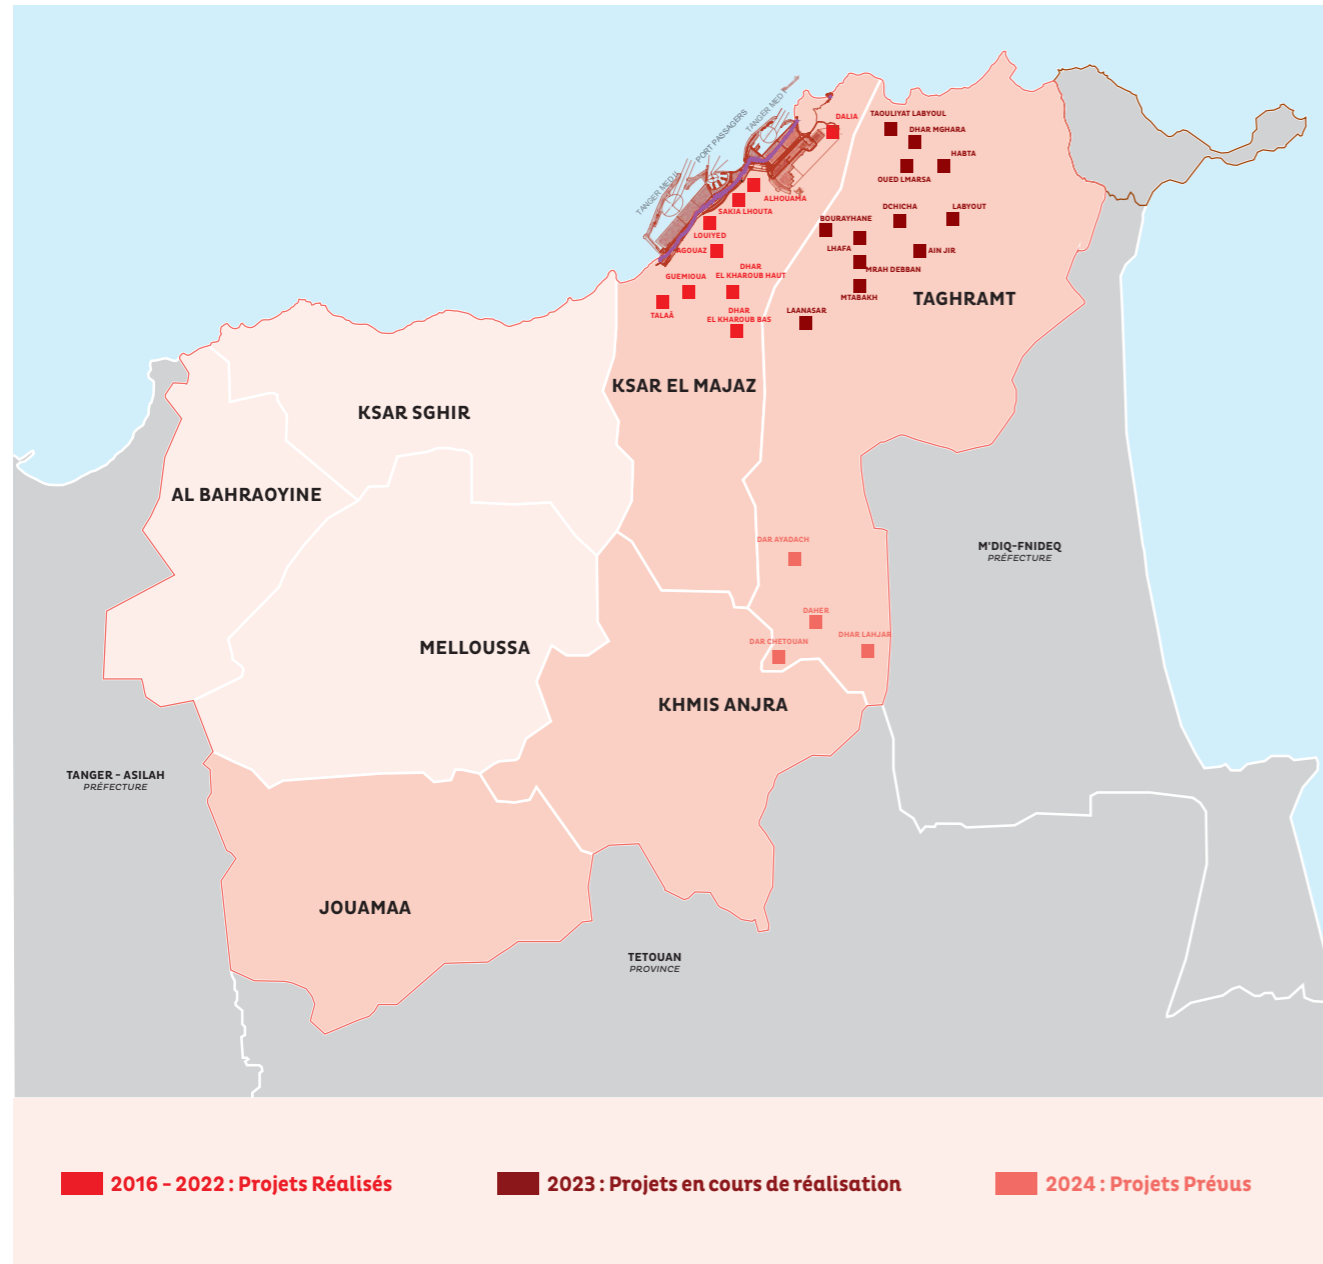 TANGER MED I
PORT PASSAGERS
TANGER MED II
DALIA
TAOULIYAT LABYOUL
DHAR MGHARA
HABTA
OUED LMARSA
ALHOUAMA
SAKIA LHOUTA
DCHICHA
LABYOUT
BOURAYHANE
LOUIYED
AGOUAZ
LHAFA
AIN JIR
DHAR
EL KHAROUB HAUT
GUEMIOUA
MRAH DEBBAN
MTABAKH
TAGHRAMT
TALAÂ
DHAR
EL KHAROUB BAS
LAANASAR
KSAR EL MAJAZ
KSAR SGHIR
AL BAHRAOYINE
DAR AYADACH
M'DIQ-FNIDEQ
PRÉFECTURE
DAHER
DHAR LAHJAR
DAR CHETOUAN
MELLOUSSA
KHMIS ANJRA
TANGER - ASILAH
PRÉFECTURE
JOUAMAA
TETOUAN
PROVINCE
2016 - 2022 : Projets Réalisés
2023 : Projets en cours de réalisation
2024 : Projets Prévus